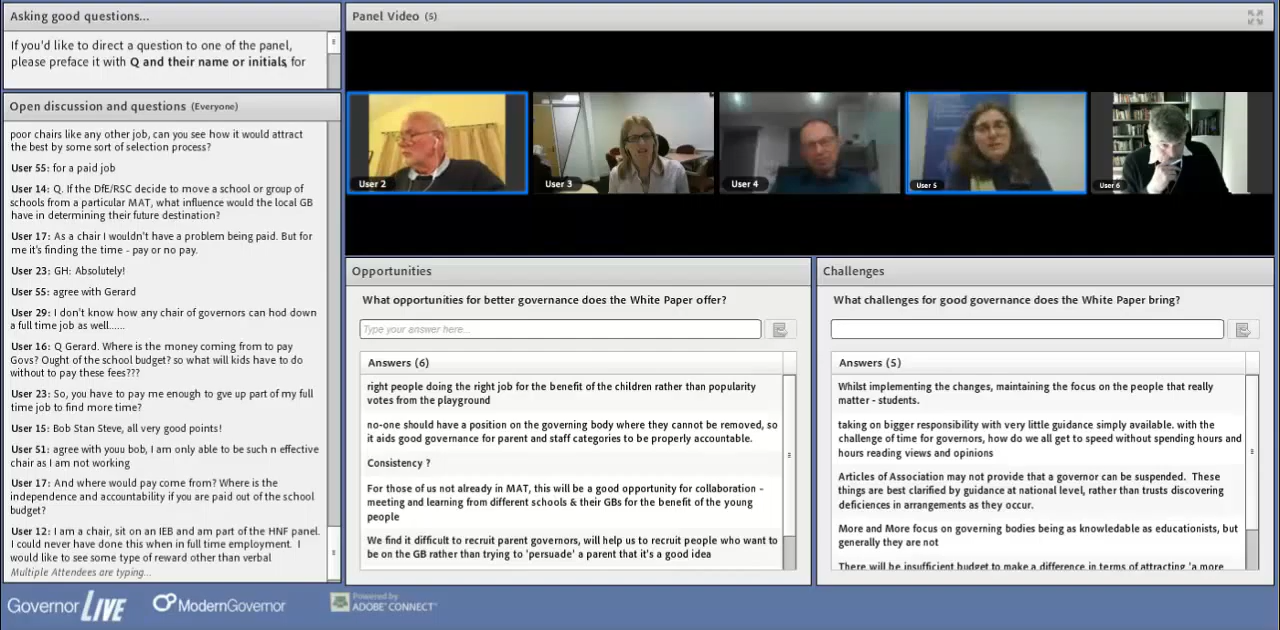 Asking good questions...
If you'd like to direct a question to one of the panel,
please preface it with Q and their name or initials, for
Open discussion and questions (Everyone)
poor chairs like any other job, can you see how it would attract
the best by some sort of selection process?
User 55: for a paid job
User 14: Q. If the DfE/RSC decide to move a school or group of
schools from a particular MAT, what influence would the local GB
have in determining their future destination?
User 17: As a chair I wouldn't have a problem being paid. But for
me it's finding the time - pay or no pay.
User 23: GH: Absolutely!
User 55: agree with Gerard
User 29: I don't know how any chair of governors can hod down
a full time job as well......
User 16: Q Gerard. Where is the money coming from to pay
Govs? Ought of the school budget? so what will kids have to do
without to pay these fees???
User 23: So, you have to pay me enough to gve up part of my full
time job to find more time?
User 15: Bob Stan Steve, all very good points!
User 51: agree with youu bob, I am only able to be such n effective
chair as I am not working
User 17: And where would pay come from? Where is the
independence and accountability if you are paid out of the school
budget?
User 12: I am a chair, sit on an IEB and am part of the HNF panel.
I could never have done this when in full time employment. I
would like to see some type of reward other than verbal
Multiple Attendees are typing...
Panel Video (5)
User 2
User 3
User 4
User 5
User 6
Opportunities
What opportunities for better governance does the White Paper offer?
Type your answer here...
Answers (6)
right people doing the right job for the benefit of the children rather than popularity
votes from the playground
no-one should have a position on the governing body where they cannot be removed, so
it aids good governance for parent and staff categories to be properly accountable.
Consistency ?
For those of us not already in MAT, this will be a good opportunity for collaboration -
meeting and learning from different schools & their GBs for the benefit of the young
people
We find it difficult to recruit parent governors, will help us to recruit people who want to
be on the GB rather than trying to 'persuade' a parent that it's a good idea
Challenges
What challenges for good governance does the White Paper bring?
Answers (5)
Whilst implementing the changes, maintaining the focus on the people that really
matter - students.
taking on bigger responsibility with very little guidance simply available. with the
challenge of time for governors, how do we all get to speed without spending hours and
hours reading views and opinions
Articles of Association may not provide that a governor can be suspended. These
things are best clarified by guidance at national level, rather than trusts discovering
deficiences in arrangements as they occur.
More and More focus on governing bodies being as knowledable as educationists, but
generally they are not
There will be insufficient budget to make a difference in terms of attracting 'a more
Governor LIVE
ModernGovernor
Powered by
ADOBE® CONNECT™